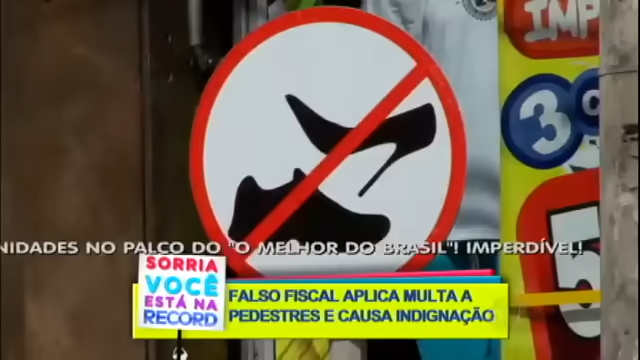 IMP
3
5
NIDADES NO PALCO DO "O MELHOR DO BRASIL"! IMPERDÍVEL!
SORRIA
VOCÊ
ESTÁ NA
RECORD
FALSO FISCAL APLICA MULTA A
PEDESTRES E CAUSA INDIGNAÇÃO